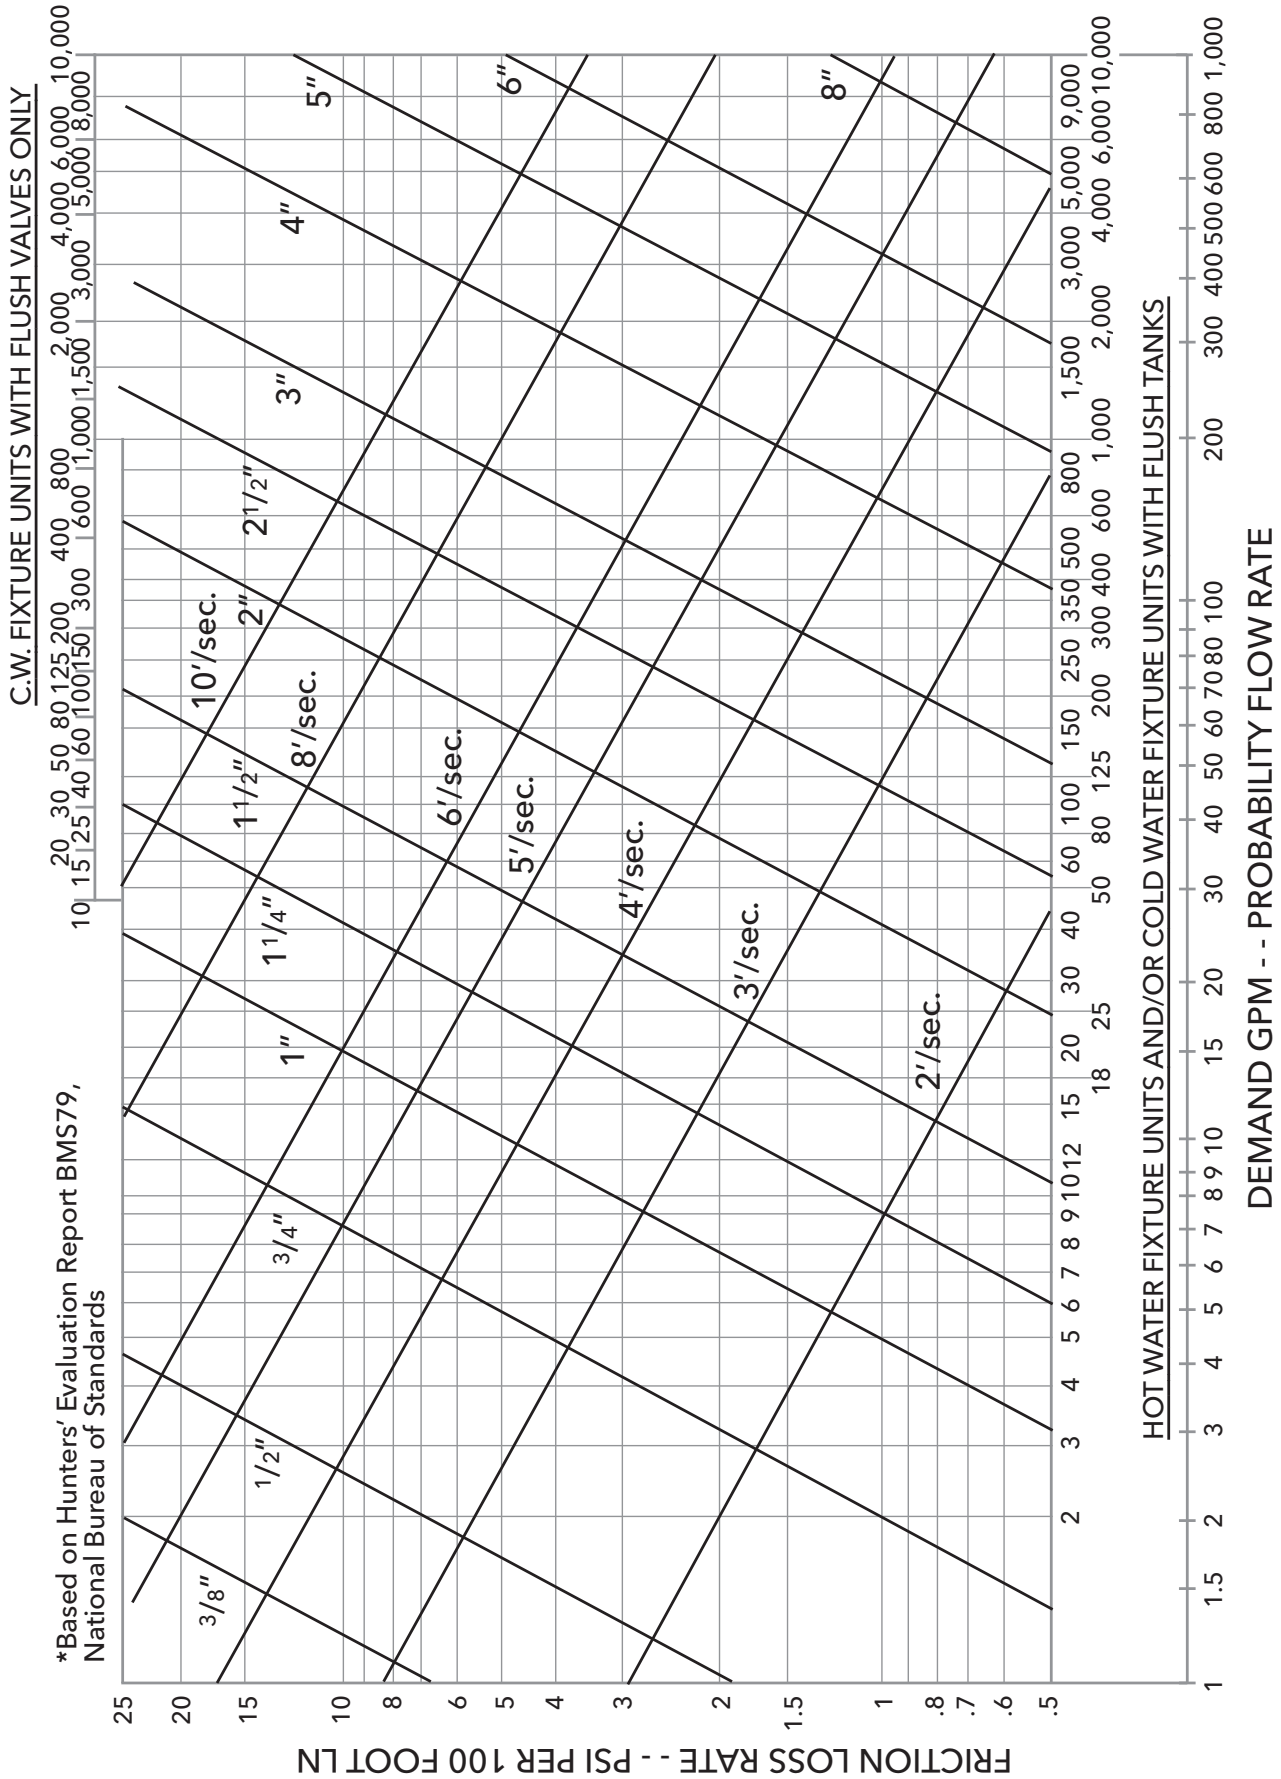 C.W. FIXTURE UNITS WITH FLUSH VALVES ONLY
10 20 30 50 80 125 200 400 800 2,000 4,000 6,000 10,000
15 25 40 60 100 150 300 600 1,000 1,500 3,000 5,000 8,000
*Based on Hunters' Evaluation Report BMS79,
National Bureau of Standards
FRICTION LOSS RATE - - PSI PER 100 FOOT LN
25
20
15
10
8
6
5
4
3
2
1.5
1
.8
.7
.6
.5
3/8"
1/2"
3/4"
1"
1 1/4"
1 1/2"
2"
2 1/2"
3"
4"
5"
6"
8"
10'/sec.
8'/sec.
6'/sec.
5'/sec.
4'/sec.
3'/sec.
2'/sec.
2 3 4 5 6 7 8 9 10 12 15 20 30 40 60 100 150 250 350 500 800 1,500 3,000 5,000 9,000
18 25 50 80 125 200 300 400 600 1,000 2,000 4,000 6,000 10,000
HOT WATER FIXTURE UNITS AND/OR COLD WATER FIXTURE UNITS WITH FLUSH TANKS
1 1.5 2 3 4 5 6 7 8 9 10 15 20 30 40 50 60 70 80 100 200 300 400 500 600 800 1,000
DEMAND GPM - - PROBABILITY FLOW RATE